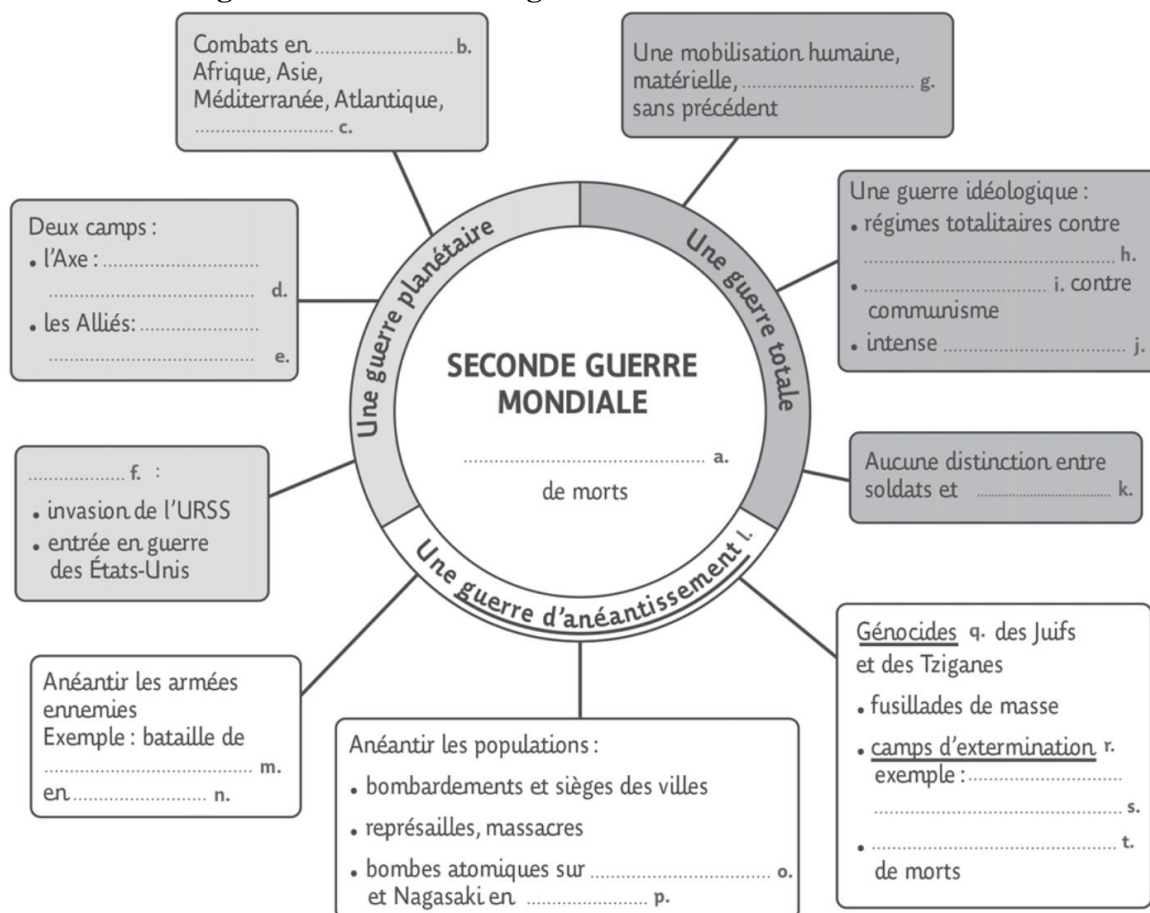 Combats en ........................ b.
Afrique, Asie,
Méditerranée, Atlantique,
........................ c.
Une mobilisation humaine,
matérielle, ........................ g.
sans précédent
Deux camps :
• l'Axe : ........................
........................ d.
• les Alliés: ........................
........................ e.
Une guerre idéologique :
• régimes totalitaires contre
........................ h.
• ........................ i. contre
communisme
• intense ........................ j.
Une guerre planétaire
Une guerre totale
SECONDE GUERRE
MONDIALE
........................ a.
de morts
Une guerre d'anéantissement l.
................ f. :
• invasion de l'URSS
• entrée en guerre
des États-Unis
Aucune distinction entre
soldats et ........................ k.
Anéantir les armées
ennemies
Exemple : bataille de
........................ m.
en ........................ n.
Anéantir les populations :
• bombardements et sièges des villes
• représailles, massacres
• bombes atomiques sur ........................ o.
et Nagasaki en ........................ p.
Génocides q. des Juifs
et des Tziganes
• fusillades de masse
• camps d'extermination r.
exemple : ........................
........................ s.
• ........................ t.
de morts